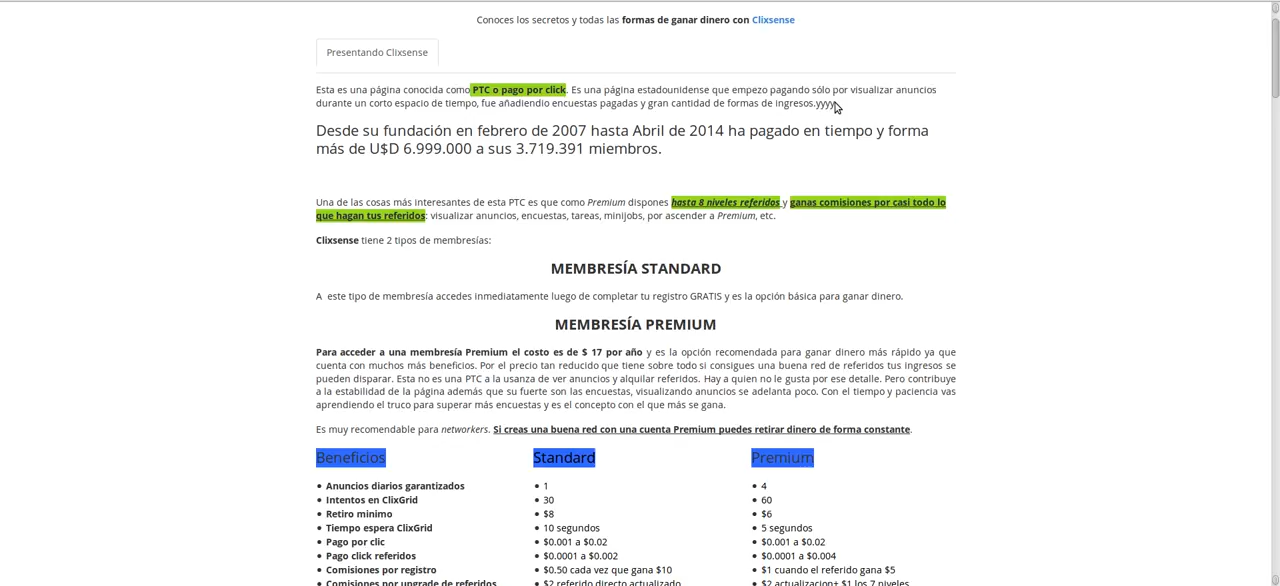 Conoces los secretos y todas las formas de ganar dinero con Clixsense
Presentando Clixsense
Esta es una página conocida como PTC o pago por click. Es una página estadounidense que empezo pagando sólo por visualizar anuncios
durante un corto espacio de tiempo, fue añadiendio encuestas pagadas y gran cantidad de formas de ingresos.yyyy
Desde su fundación en febrero de 2007 hasta Abril de 2014 ha pagado en tiempo y forma
más de U$D 6.999.000 a sus 3.719.391 miembros.
Una de las cosas más interesantes de esta PTC es que como Premium dispones hasta 8 niveles referidos y ganas comisiones por casi todo lo
que hagan tus referidos: visualizar anuncios, encuestas, tareas, minijobs, por ascender a Premium, etc.
Clixsense tiene 2 tipos de membresías:
MEMBRESÍA STANDARD
A este tipo de membresía accedes inmediatamente luego de completar tu registro GRATIS y es la opción básica para ganar dinero.
MEMBRESÍA PREMIUM
Para acceder a una membresía Premium el costo es de $ 17 por año y es la opción recomendada para ganar dinero más rápido ya que
cuenta con muchos más beneficios. Por el precio tan reducido que tiene sobre todo si consigues una buena red de referidos tus ingresos se
pueden disparar. Esta no es una PTC a la usanza de ver anuncios y alquilar referidos. Hay a quien no le gusta por ese detalle. Pero contribuye
a la estabilidad de la página además que su fuerte son las encuestas, visualizando anuncios se adelanta poco. Con el tiempo y paciencia vas
aprendiendo el truco para superar más encuestas y es el concepto con el que más se gana.
Es muy recomendable para networkers. Si creas una buena red con una cuenta Premium puedes retirar dinero de forma constante.
Beneficios Standard Premium
• Anuncios diarios garantizados • 1 • 4
• Intentos en ClixGrid • 30 • 60
• Retiro minimo • $8 • $6
• Tiempo espera ClixGrid • 10 segundos • 5 segundos
• Pago por clic • $0.001 a $0.02 • $0.001 a $0.02
• Pago click referidos • $0.0001 a $0.002 • $0.0001 a $0.004
• Comisiones por registro • $0.50 cada vez que gana $10 • $1 cuando el referido gana $5
• Comisiones por upgrade de referidos • $2 referido directo actualizado • $2 actualizacion+ $1 los 7 niveles